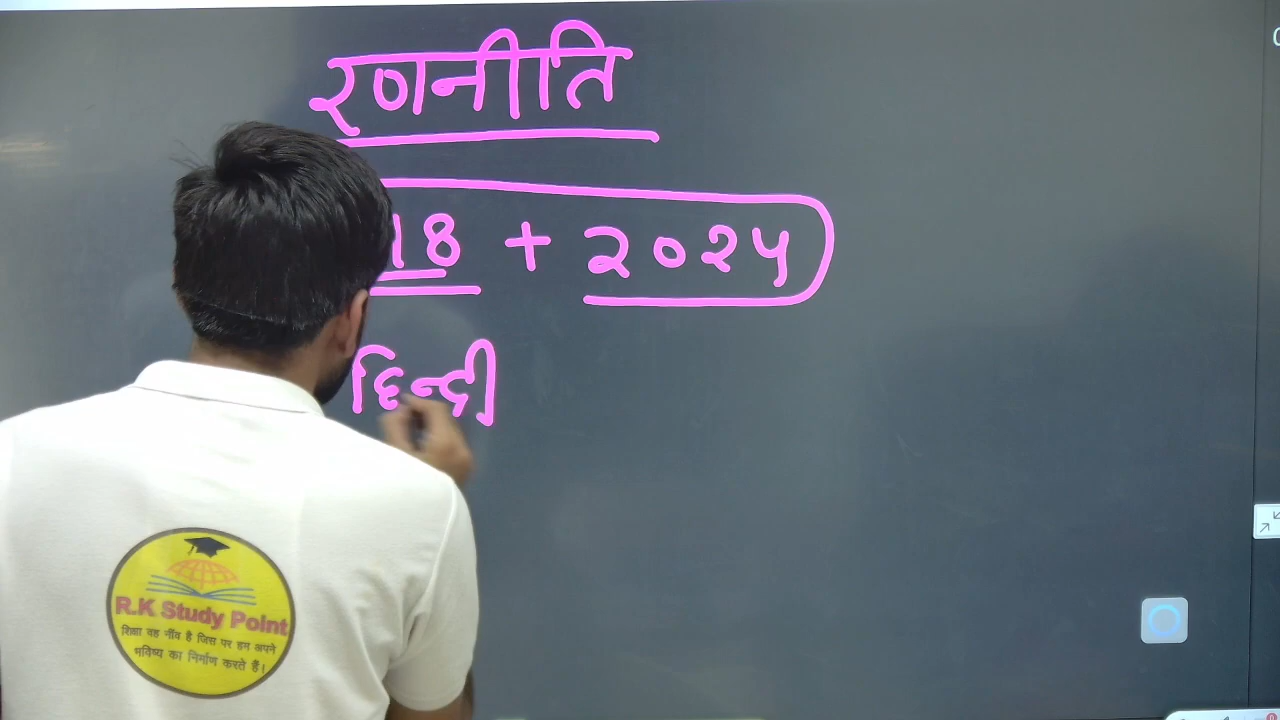 रणनीति
18 + २०२५
हिन्दी
R.K Study Point
शिक्षा वह नींव है जिस पर हम अपने
भविष्य का निर्माण करते हैं।